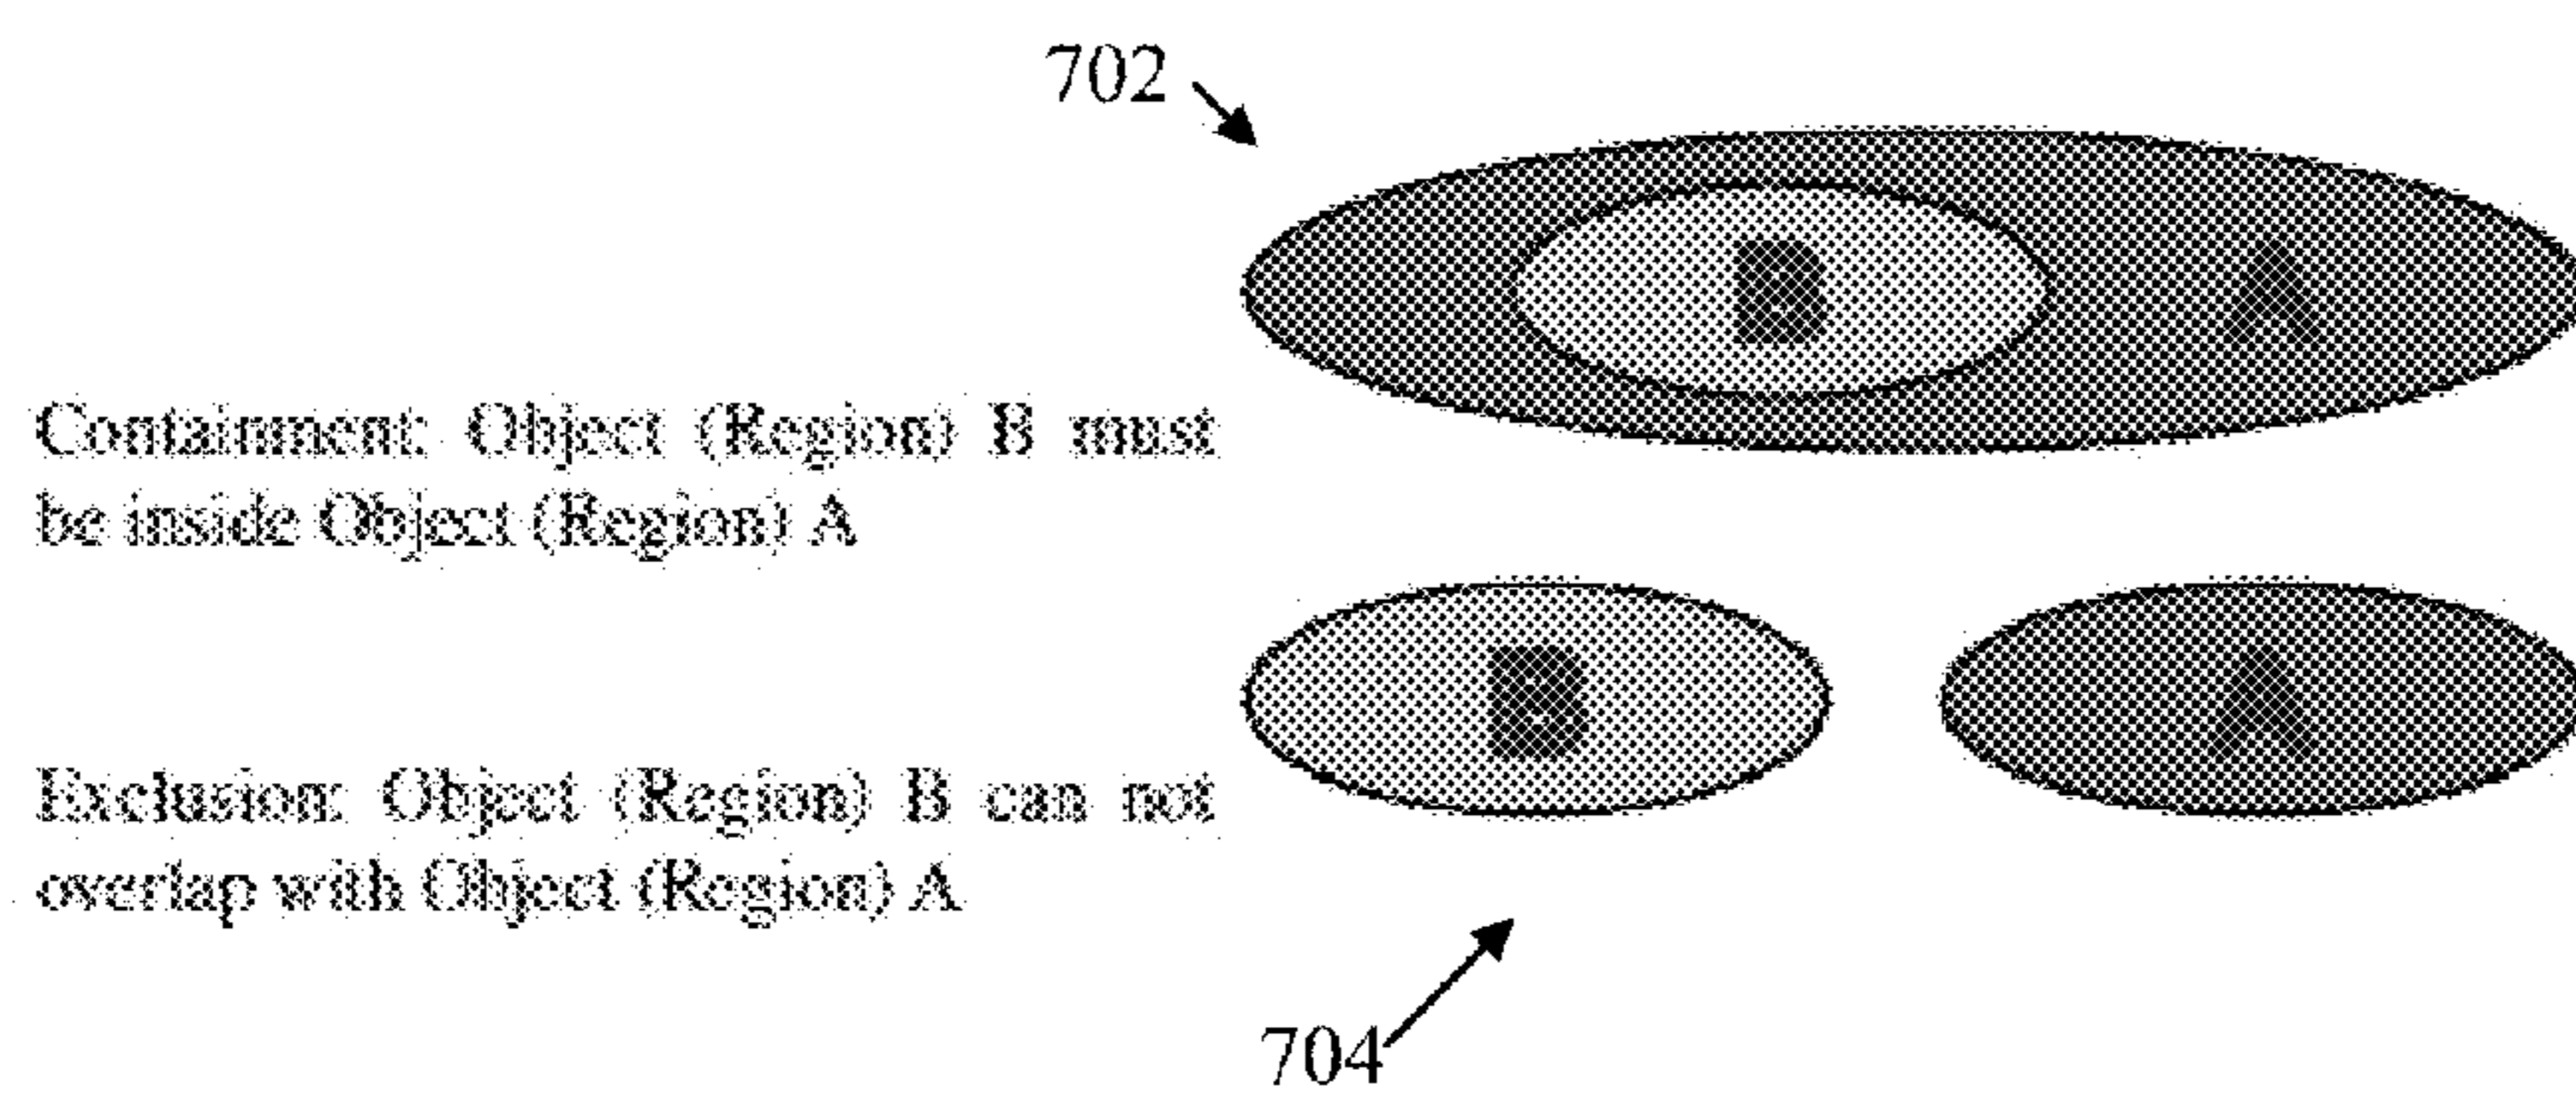 702
B A
Containment: Object (Region) B must
be inside Object (Region) A
B A
Exclusion: Object (Region) B can not
overlap with Object (Region) A
704